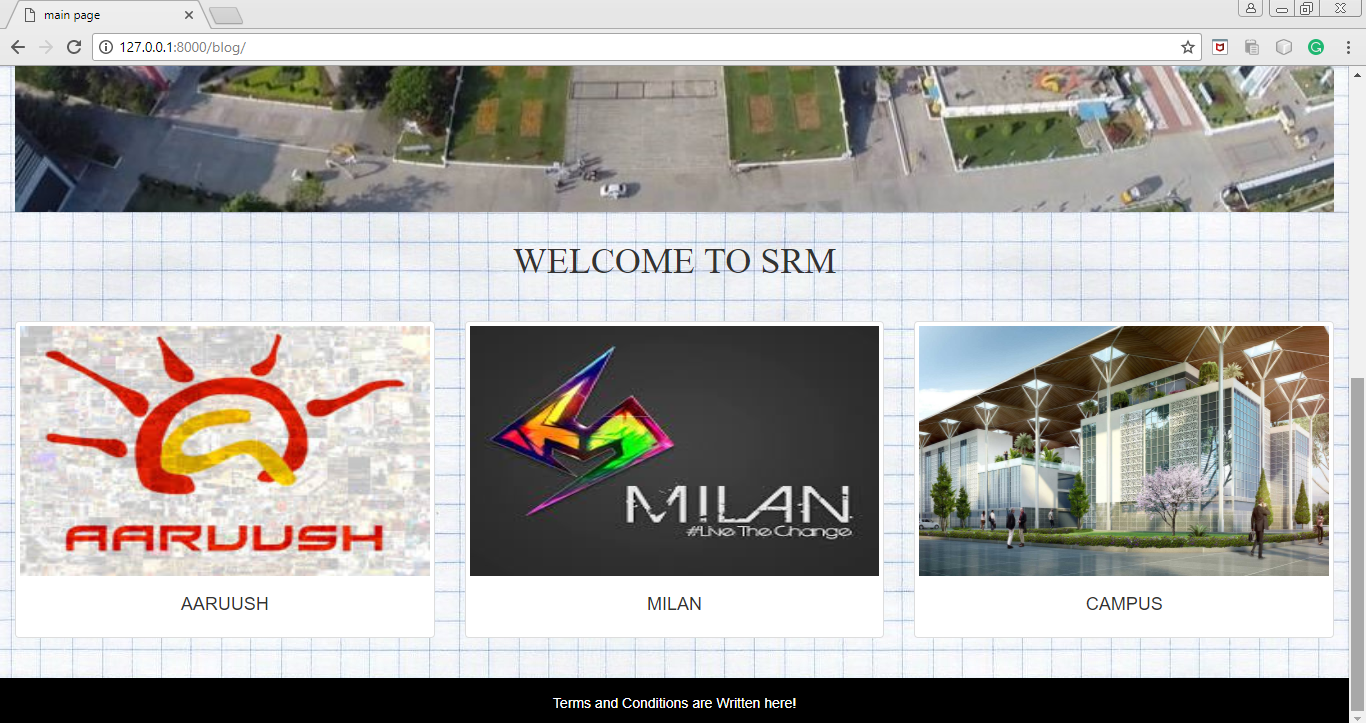 main page
127.0.0.1:8000/blog/
WELCOME TO SRM
AARUUSH
MILAN
#Live The Change
AARUUSH
MILAN
CAMPUS
Terms and Conditions are Written here!